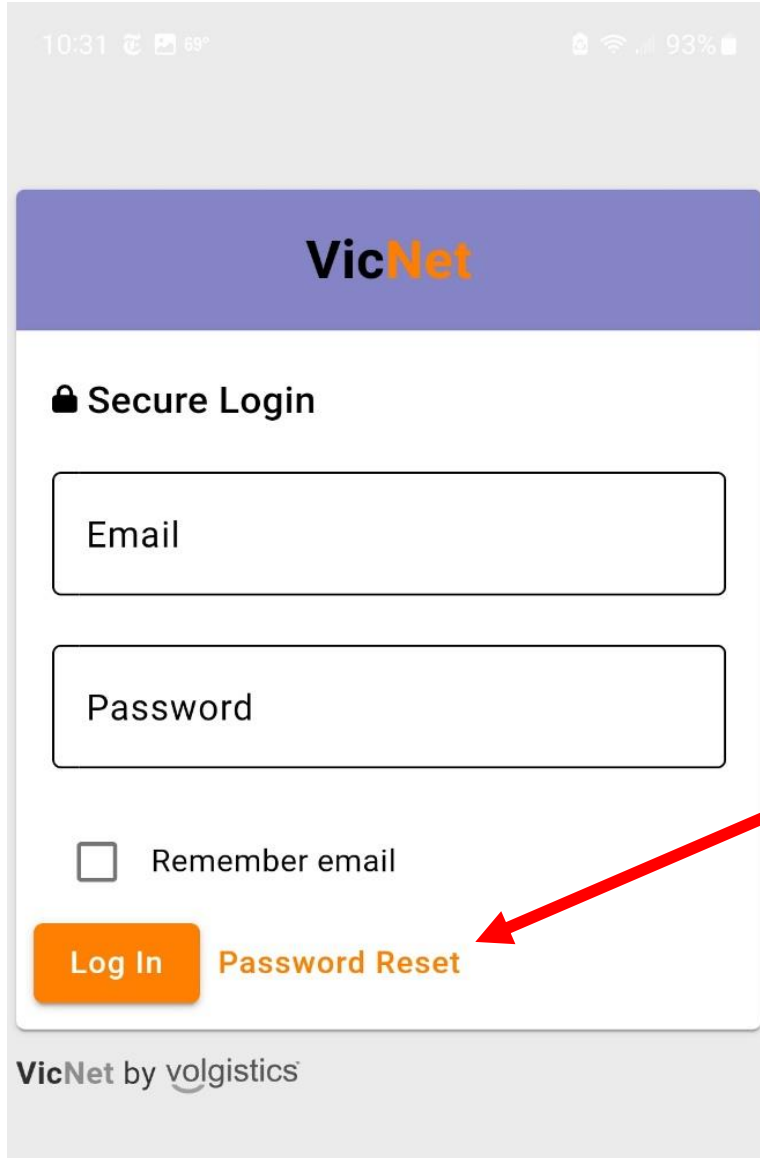 10:31 69° 93%
VicNet
Secure Login
Email
Password
Remember email
Log In Password Reset
VicNet by volgistics